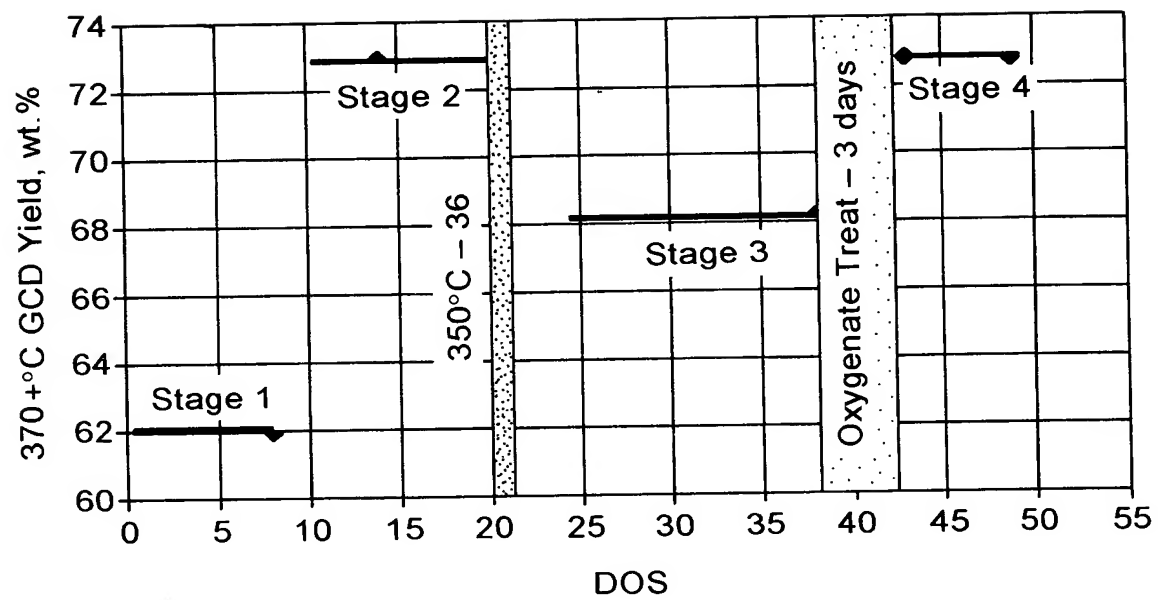 74
72
70
68
66
64
62
60
370+°C GCD Yield, wt.%
Stage 1
Stage 2
350°C – 36
Stage 3
Oxygenate Treat – 3 days
Stage 4
0 5 10 15 20 25 30 35 40 45 50 55
DOS